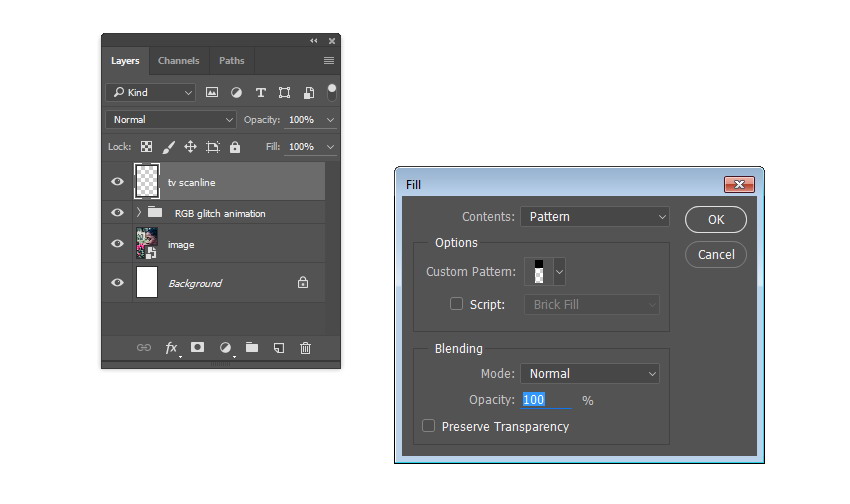 Layers Channels Paths
Kind
Normal Opacity: 100%
Lock: Fill: 100%
tv scanline
RGB glitch animation
image
Background
fx
Fill
Contents: Pattern OK
Options
Cancel
Custom Pattern:
Script: Brick Fill
Blending
Mode: Normal
Opacity: 100 %
Preserve Transparency